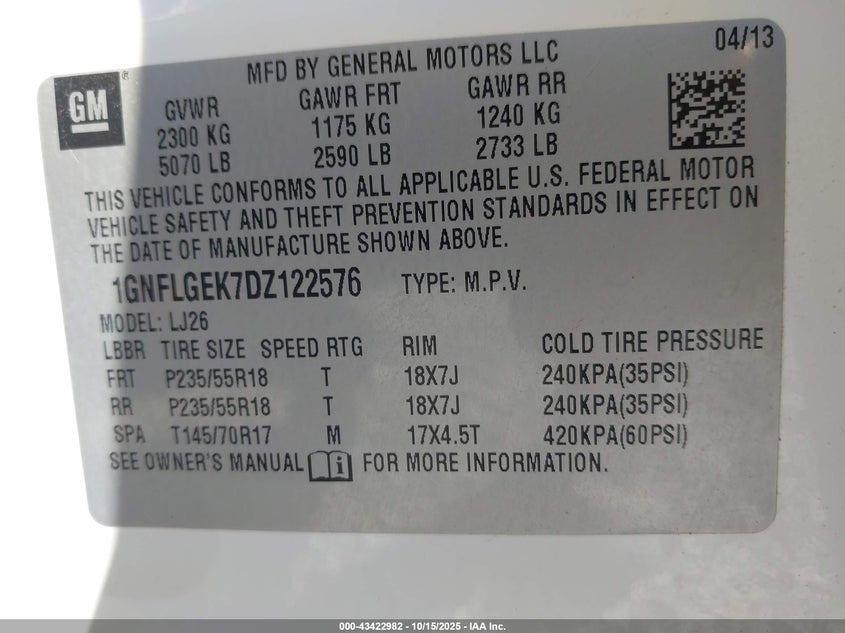 04/13
MFD BY GENERAL MOTORS LLC
GM®
GVWR GAWR FRT GAWR RR
2300 KG 1175 KG 1240 KG
5070 LB 2590 LB 2733 LB
THIS VEHICLE CONFORMS TO ALL APPLICABLE U.S. FEDERAL MOTOR
VEHICLE SAFETY AND THEFT PREVENTION STANDARDS IN EFFECT ON
THE DATE OF MANUFACTURE SHOWN ABOVE.
1GNFLGEK7DZ122576 TYPE: M.P.V.
MODEL: LJ26
LBBR TIRE SIZE SPEED RTG RIM COLD TIRE PRESSURE
FRT P235/55R18 T 18X7J 240KPA(35PSI)
RR P235/55R18 T 18X7J 240KPA(35PSI)
SPA T145/70R17 M 17X4.5T 420KPA(60PSI)
SEE OWNER'S MANUAL i FOR MORE INFORMATION.
000-43422982 - 10/15/2025 - IAA Inc.